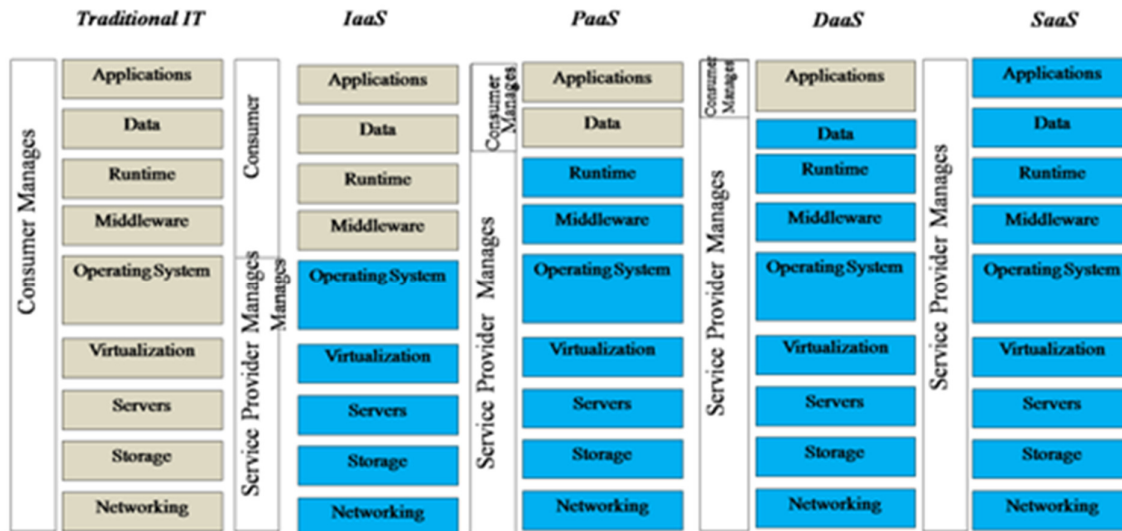 Traditional IT
IaaS
PaaS
DaaS
SaaS
Consumer Manages
Applications
Data
Runtime
Middleware
Operating System
Virtualization
Servers
Storage
Networking
Consumer
Manages
Service Provider Manages
Applications
Data
Runtime
Middleware
Operating System
Virtualization
Servers
Storage
Networking
Consumer
Manages
Service Provider Manages
Applications
Data
Runtime
Middleware
Operating System
Virtualization
Servers
Storage
Networking
Consumer
Manages
Service Provider Manages
Applications
Data
Runtime
Middleware
Operating System
Virtualization
Servers
Storage
Networking
Service Provider Manages
Applications
Data
Runtime
Middleware
Operating System
Virtualization
Servers
Storage
Networking